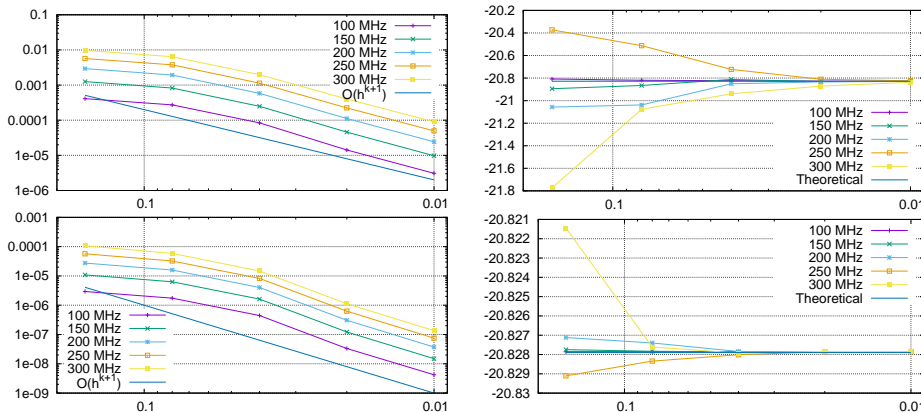 0.1
0.01
0.001
0.0001
1e-05
1e-06
0.1
0.01
100 MHz
150 MHz
200 MHz
250 MHz
300 MHz
O(h^{k+1})
-20.2
-20.4
-20.6
-20.8
-21
-21.2
-21.4
-21.6
-21.8
0.1
0.01
100 MHz
150 MHz
200 MHz
250 MHz
300 MHz
Theoretical
0.001
0.0001
1e-05
1e-06
1e-07
1e-08
1e-09
0.1
0.01
100 MHz
150 MHz
200 MHz
250 MHz
300 MHz
O(h^{k+1})
-20.821
-20.822
-20.823
-20.824
-20.825
-20.826
-20.827
-20.828
-20.829
-20.83
0.1
0.01
100 MHz
150 MHz
200 MHz
250 MHz
300 MHz
Theoretical